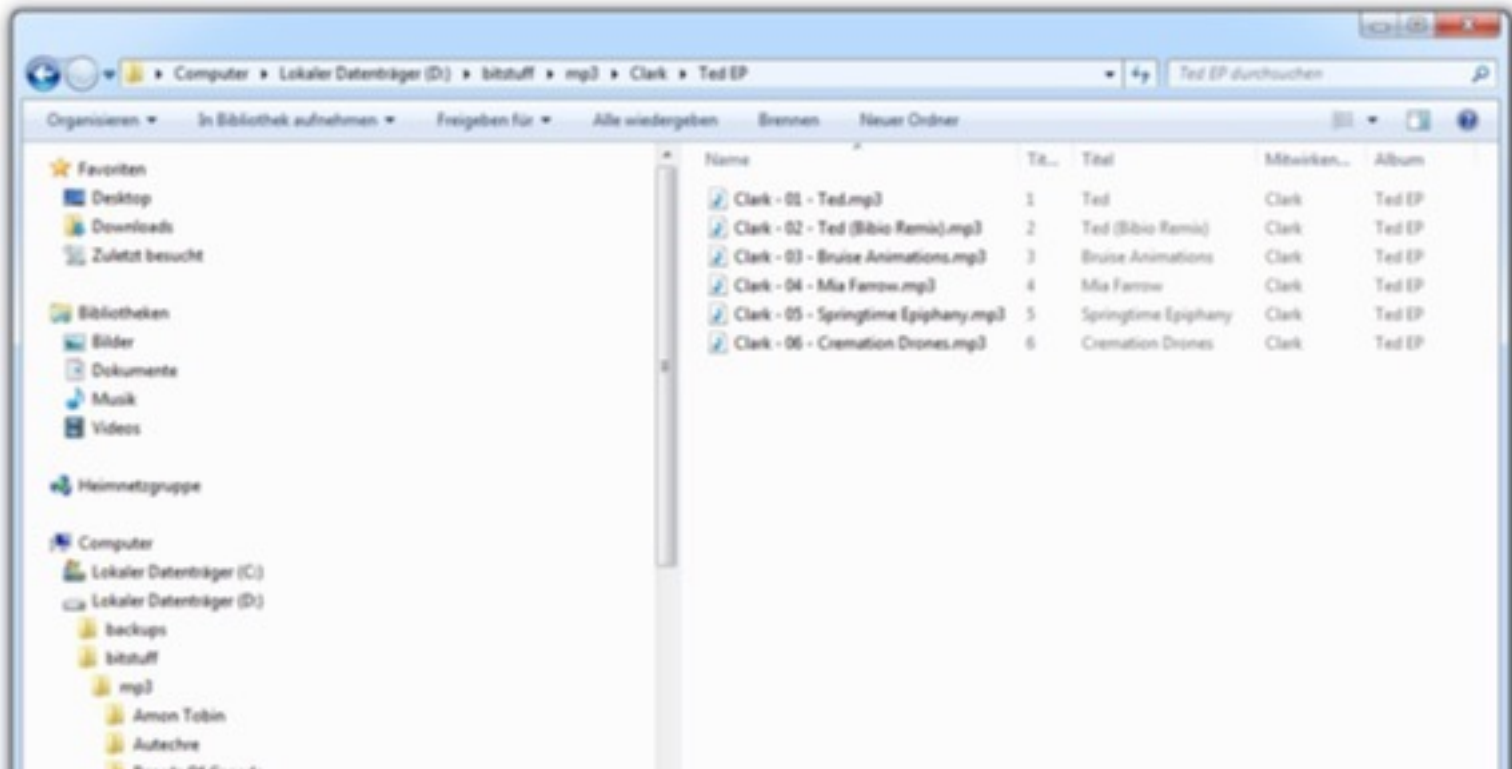 Computer ▸ Lokaler Datenträger (D:) ▸ bitstuff ▸ mp3 ▸ Clark ▸ Ted EP
Ted EP durchsuchen
Organisieren In Bibliothek aufnehmen Freigeben für Alle wiedergeben Brennen Neuer Ordner
Favoriten
Desktop
Downloads
Zuletzt besucht
Bibliotheken
Bilder
Dokumente
Musik
Videos
Heimnetzgruppe
Computer
Lokaler Datenträger (C:)
Lokaler Datenträger (D:)
backups
bitstuff
mp3
Amon Tobin
Autechre
Name Tit... Titel Mitwirken... Album
Clark - 01 - Ted.mp3 1 Ted Clark Ted EP
Clark - 02 - Ted (Bibio Remix).mp3 2 Ted (Bibio Remix) Clark Ted EP
Clark - 03 - Bruise Animations.mp3 3 Bruise Animations Clark Ted EP
Clark - 04 - Mia Farrow.mp3 4 Mia Farrow Clark Ted EP
Clark - 05 - Springtime Epiphany.mp3 5 Springtime Epiphany Clark Ted EP
Clark - 06 - Cremation Drones.mp3 6 Cremation Drones Clark Ted EP